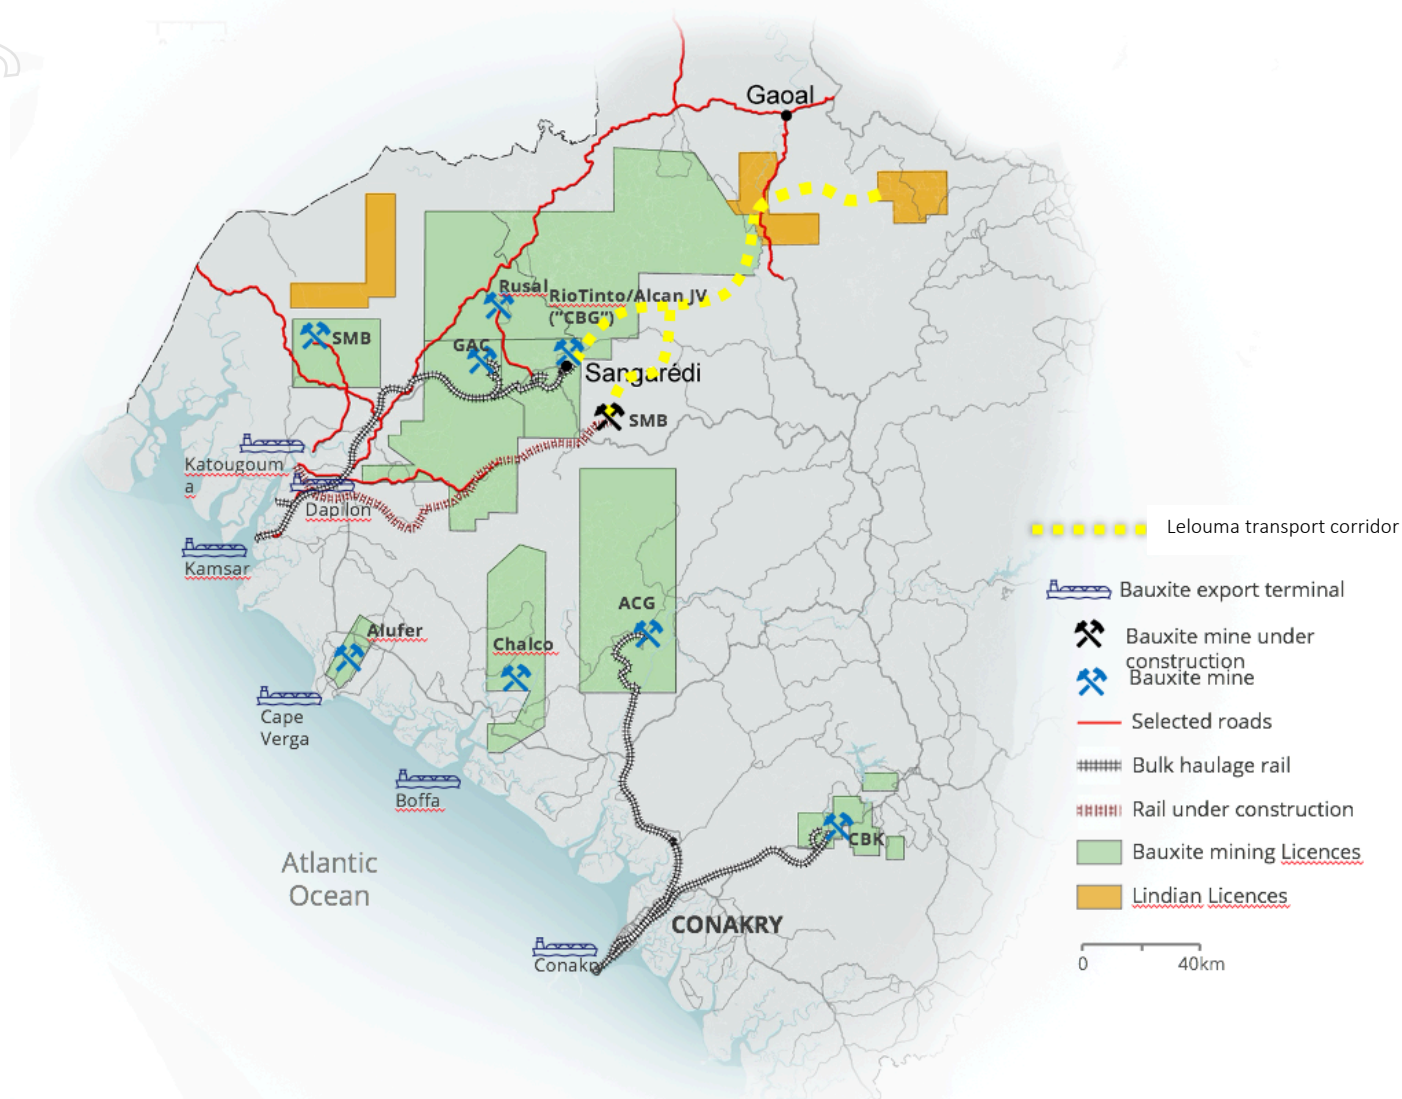 Gaoal
Rusal
RioTinto/Alcan JV
("CBG")
SMB
GAC
Sangarédi
SMB
Katougoum
a
Dapilon
Kamsar
Lelouma transport corridor
Bauxite export terminal
ACG
Alufer
Chalco
Bauxite mine under
construction
Bauxite mine
Cape
Verga
Selected roads
Bulk haulage rail
Boffa
Rail under construction
CBK
Bauxite mining Licences
Atlantic
Ocean
Lindian Licences
CONAKRY
Conakry
0 40km